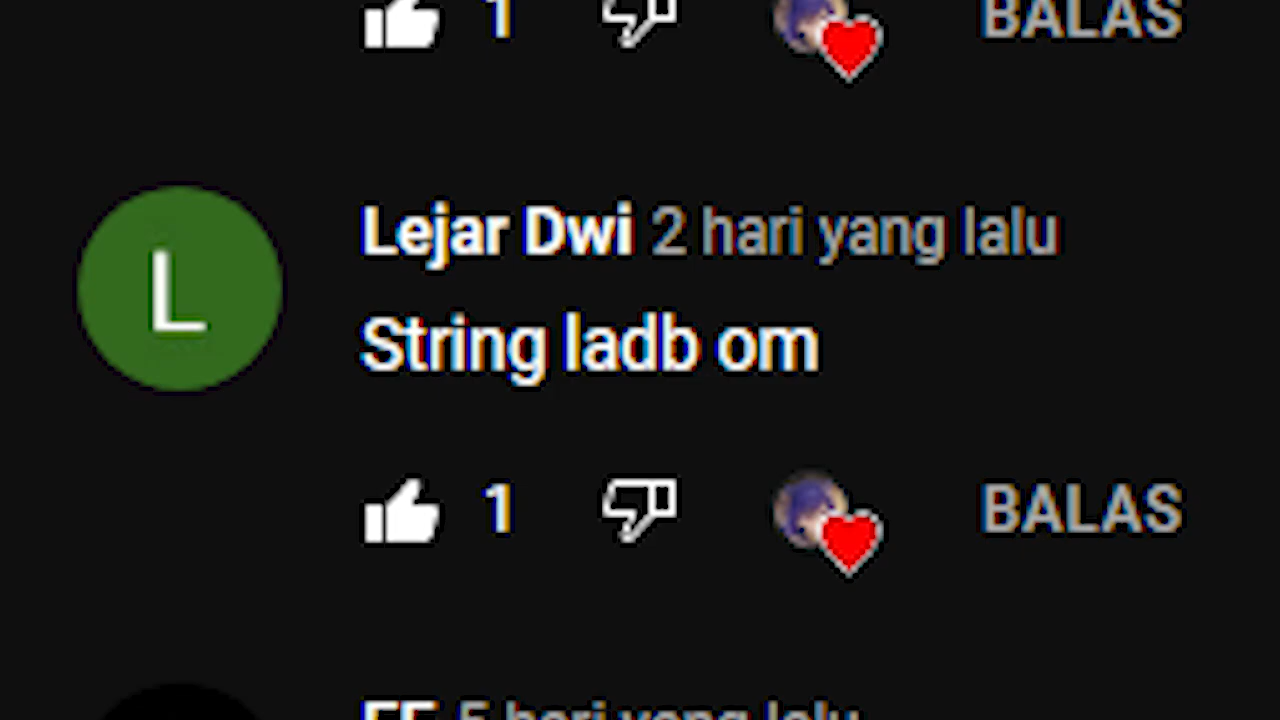 1 BALAS
L
Lejar Dwi 2 hari yang lalu
String ladb om
1 BALAS
5 hari yang lalu